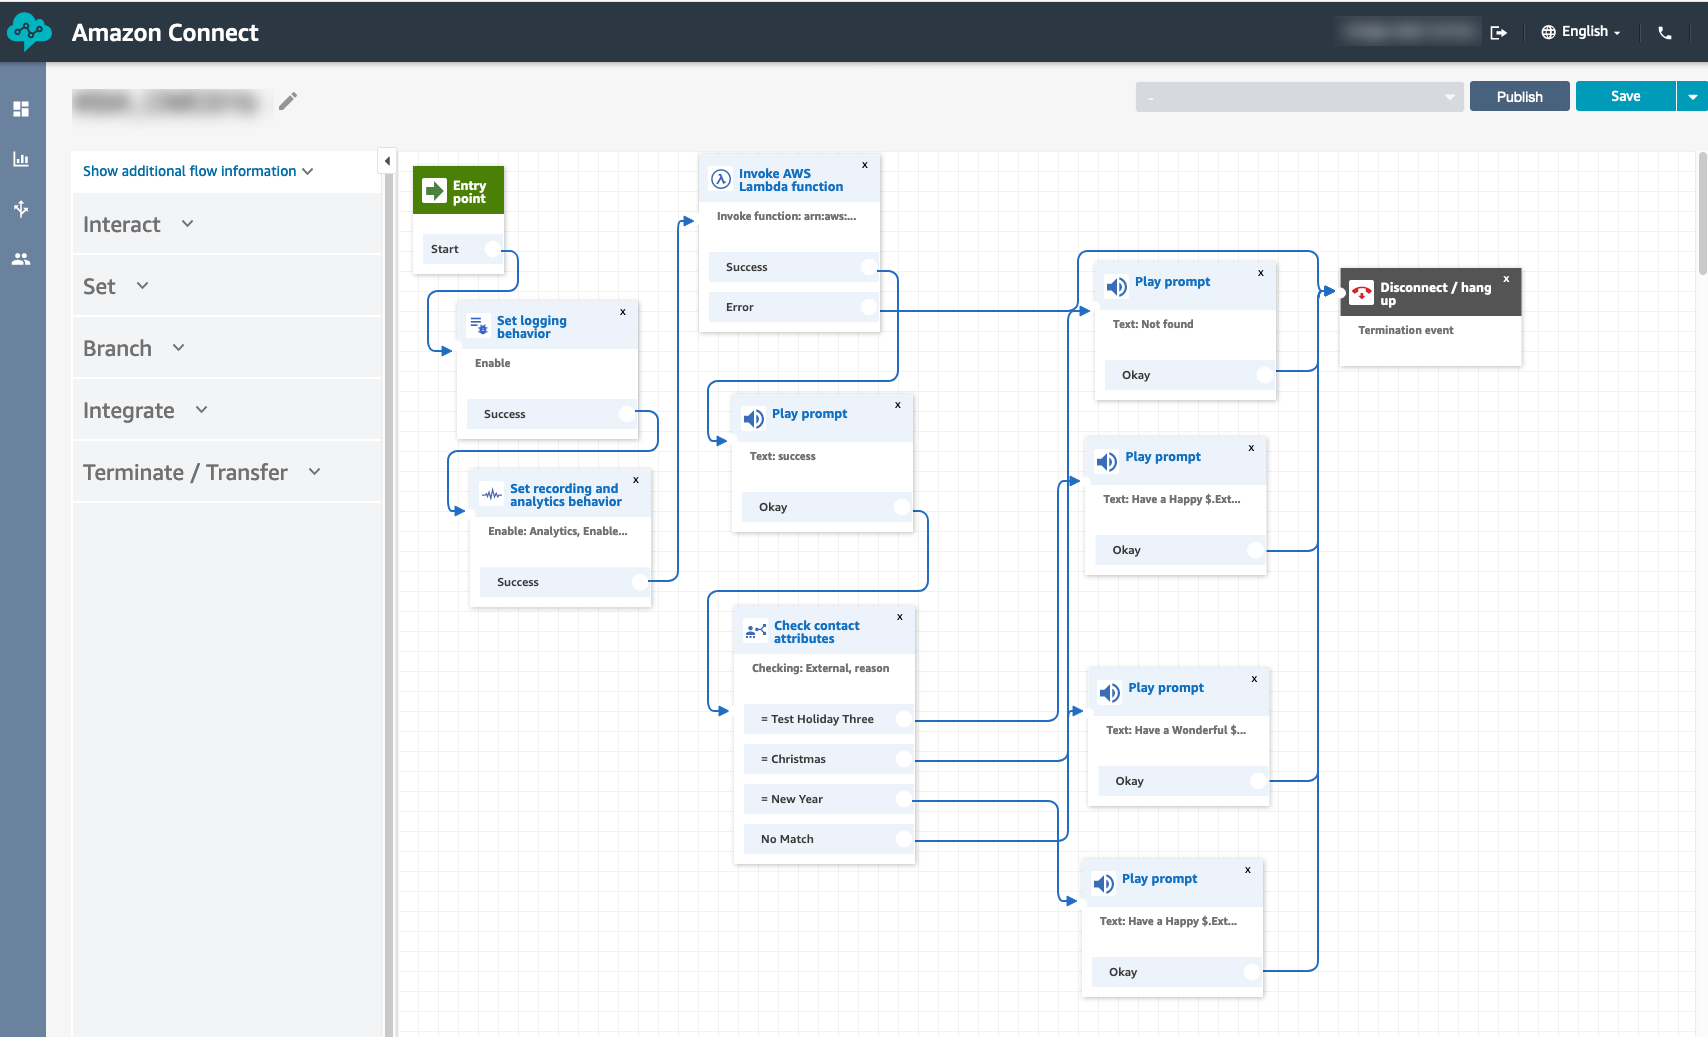 Amazon Connect
English
-
Publish
Save
Show additional flow information
Interact
Set
Branch
Integrate
Terminate / Transfer
Entry
point
Start
Set logging
behavior
x
Enable
Success
Set recording and
analytics behavior
x
Enable: Analytics, Enable...
Success
Invoke AWS
Lambda function
x
Invoke function: arn:aws:...
Success
Error
Play prompt
x
Text: success
Okay
Check contact
attributes
x
Checking: External, reason
= Test Holiday Three
= Christmas
= New Year
No Match
Play prompt
x
Text: Not found
Okay
Play prompt
x
Text: Have a Happy $.Ext...
Okay
Play prompt
x
Text: Have a Wonderful $...
Okay
Play prompt
x
Text: Have a Happy $.Ext...
Okay
Disconnect / hang
up
x
Termination event